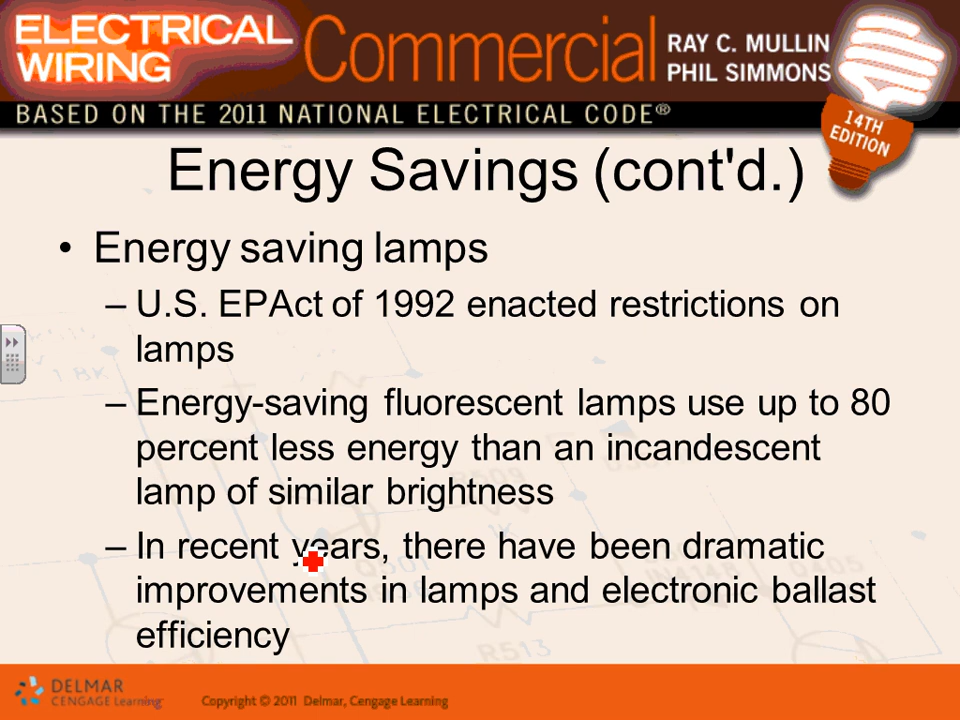 ELECTRICAL
WIRING
Commercial
RAY C. MULLIN
PHIL SIMMONS
BASED ON THE 2011 NATIONAL ELECTRICAL CODE®
14TH
EDITION
Energy Savings (cont'd.)
• Energy saving lamps
– U.S. EPAct of 1992 enacted restrictions on
lamps
– Energy-saving fluorescent lamps use up to 80
percent less energy than an incandescent
lamp of similar brightness
– In recent years, there have been dramatic
improvements in lamps and electronic ballast
efficiency
R513
DELMAR
CENGAGE Learning
Copyright © 2011 Delmar, Cengage Learning